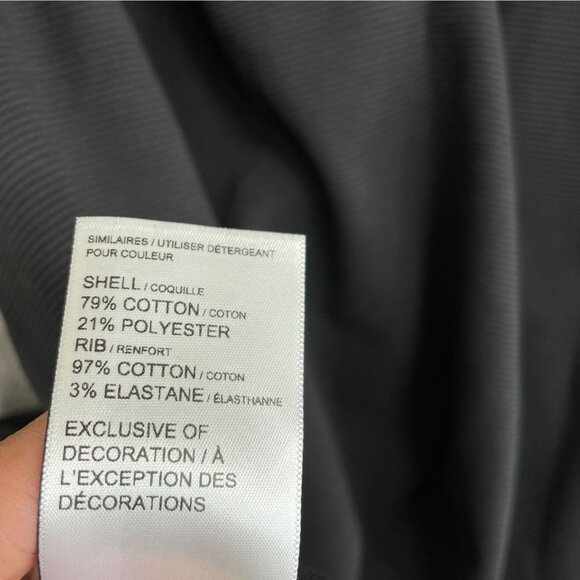 SIMILAIRES / UTILISER DÉTERGEANT
POUR COULEUR
SHELL / COQUILLE
79% COTTON / COTON
21% POLYESTER
RIB / RENFORT
97% COTTON / COTON
3% ELASTANE / ÉLASTHANNE
EXCLUSIVE OF
DECORATION / À
L'EXCEPTION DES
DÉCORATIONS